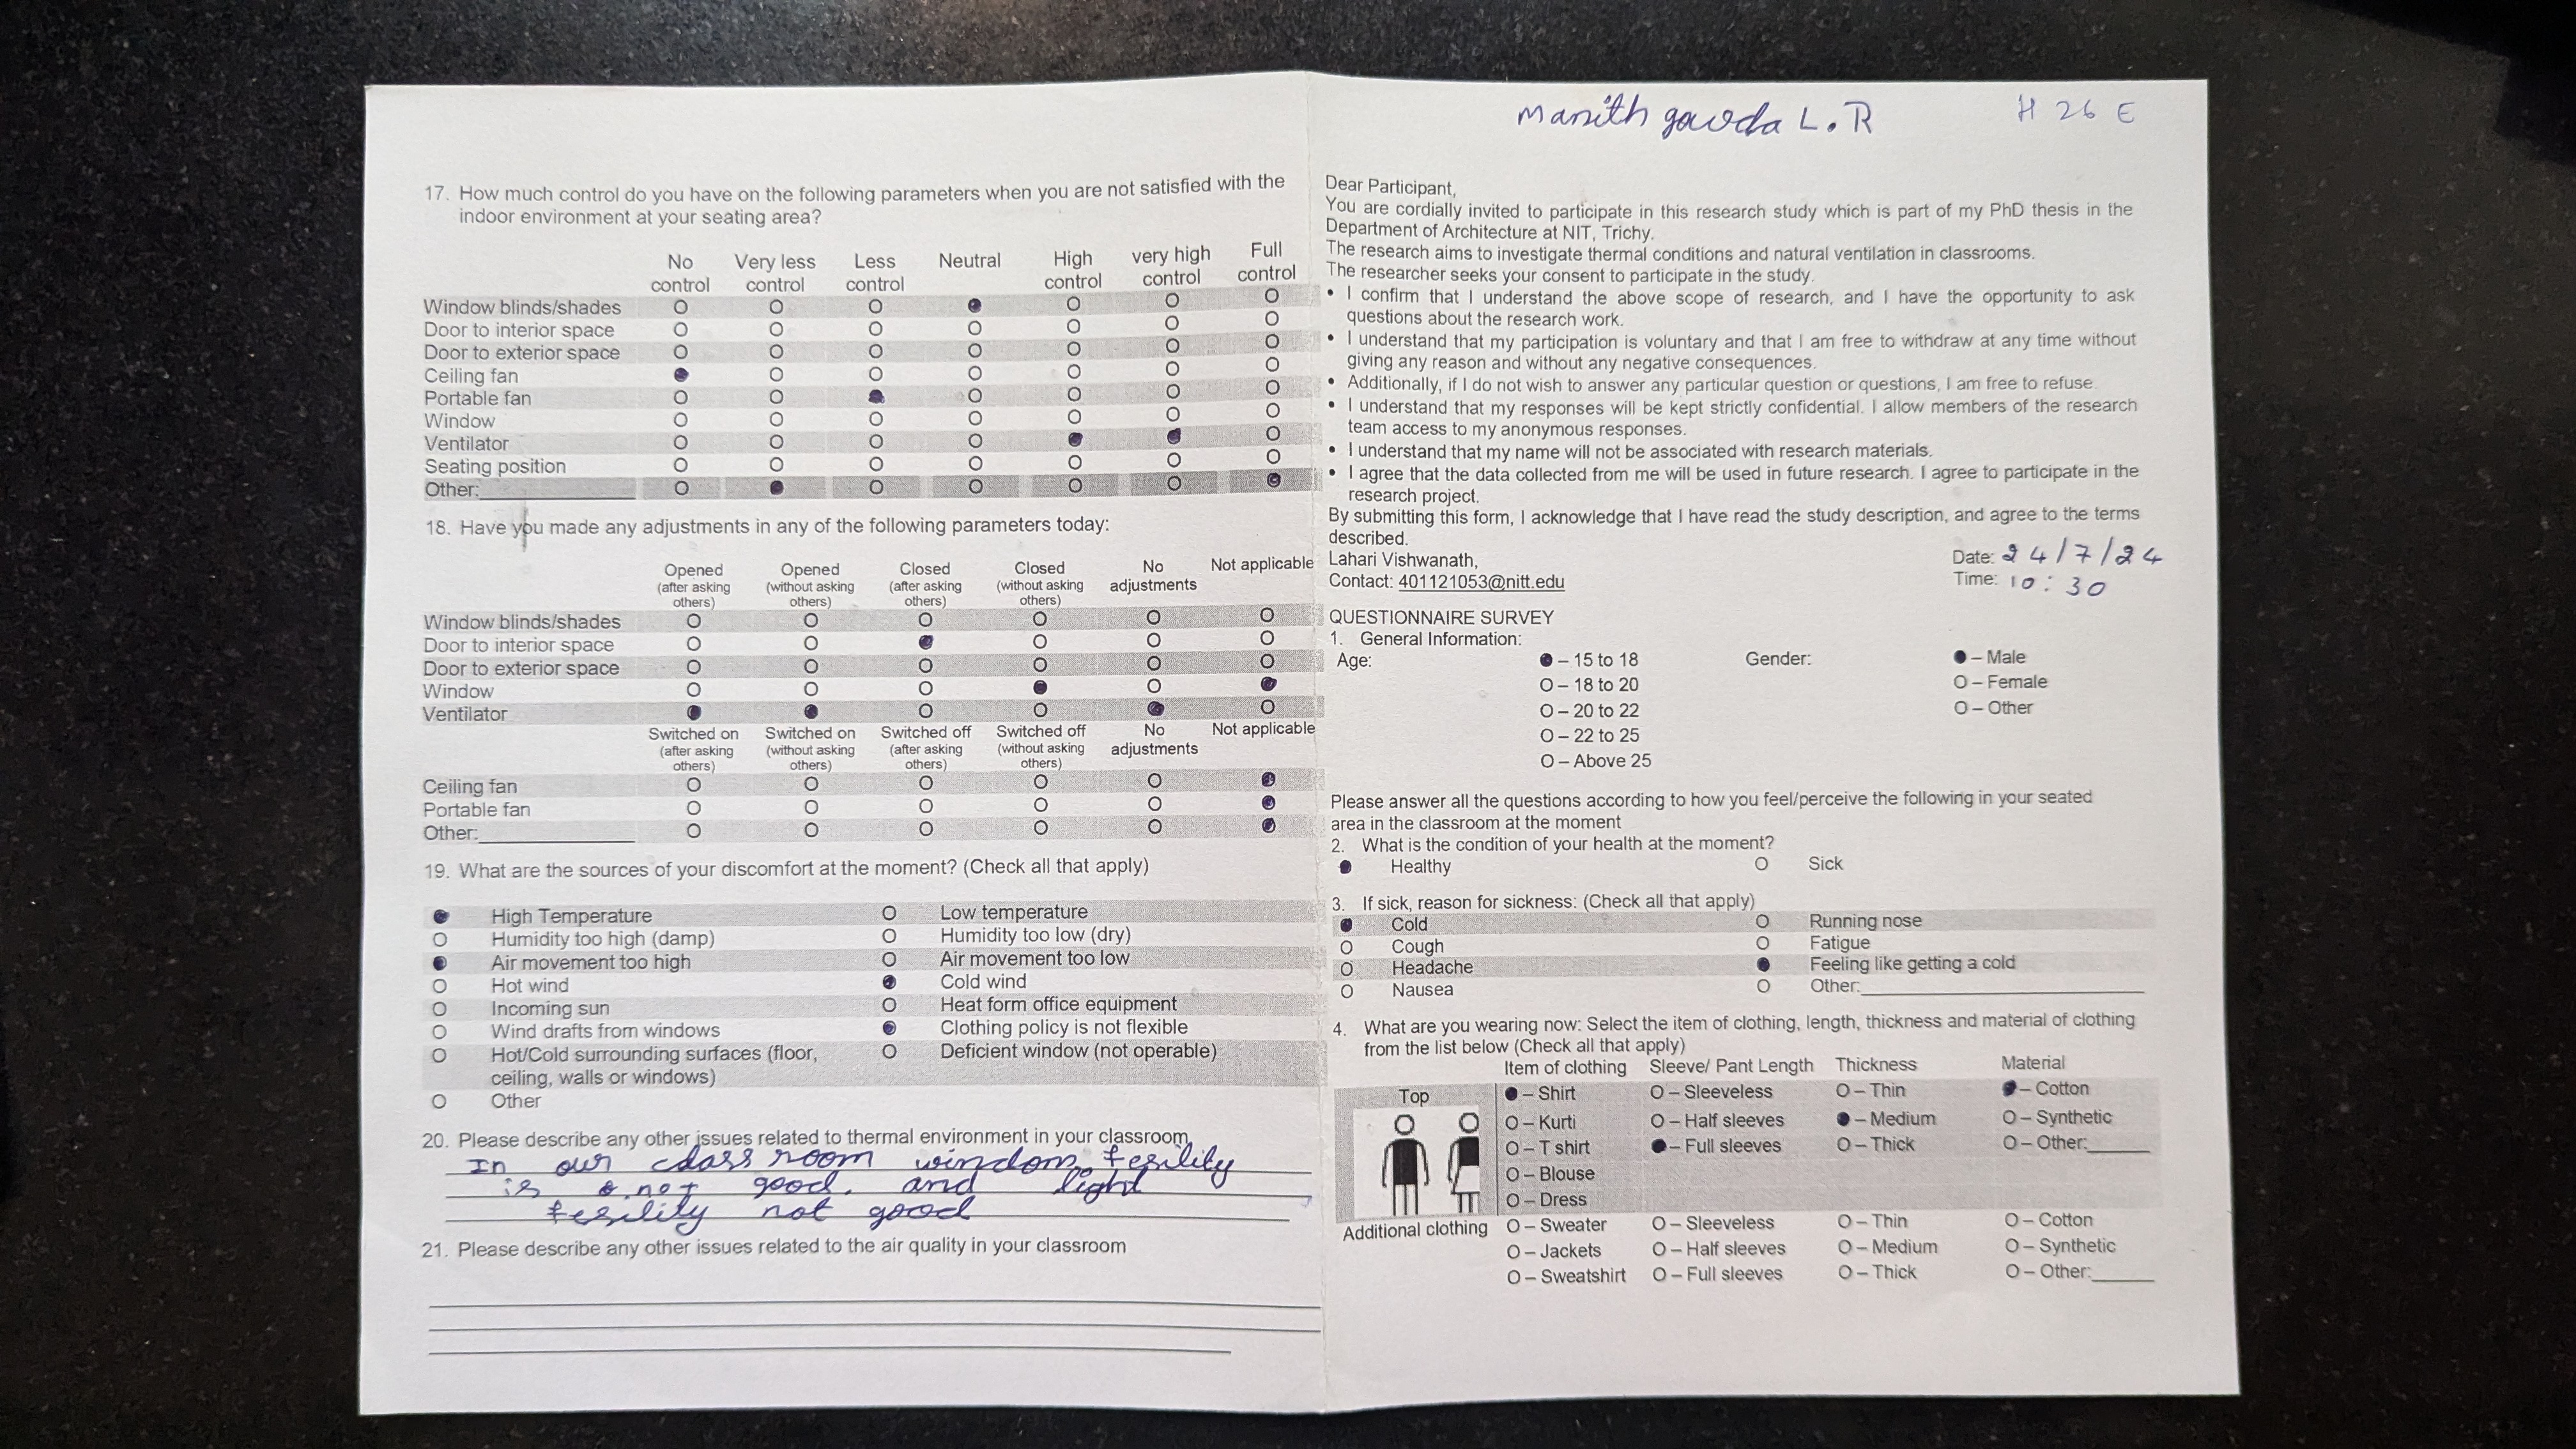 17. How much control do you have on the following parameters when you are not satisfied with the
indoor environment at your seating area?
No control Very less control Less control Neutral High control very high control Full control
Window blinds/shades O O O ● O O O
Door to interior space O O O O O O O
Door to exterior space O O O O O O O
Ceiling fan ● O O O O O O
Portable fan O O ● O O O O
Window O O O O O O O
Ventilator O O O O ● ● O
Seating position O O O O O O O
Other:__________ O ● O O O O ●
18. Have you made any adjustments in any of the following parameters today:
Opened (after asking others) Opened (without asking others) Closed (after asking others) Closed (without asking others) No adjustments Not applicable
Window blinds/shades O O O O O O
Door to interior space O O ● O O O
Door to exterior space O O O O O O
Window O O O ● O ●
Ventilator ● ● O O ● O
Switched on (after asking others) Switched on (without asking others) Switched off (after asking others) Switched off (without asking others) No adjustments Not applicable
Ceiling fan O O O O O ●
Portable fan O O O O O ●
Other:__________ O O O O O ●
19. What are the sources of your discomfort at the moment? (Check all that apply)
● High Temperature O Low temperature
O Humidity too high (damp) O Humidity too low (dry)
● Air movement too high O Air movement too low
O Hot wind ● Cold wind
O Incoming sun O Heat form office equipment
O Wind drafts from windows ● Clothing policy is not flexible
O Hot/Cold surrounding surfaces (floor, O Deficient window (not operable)
ceiling, walls or windows)
O Other
20. Please describe any other issues related to thermal environment in your classroom
In our class room window fesility
is not good. and light
fesility not good
21. Please describe any other issues related to the air quality in your classroom
Manith gowda L.R H 26 E
Dear Participant,
You are cordially invited to participate in this research study which is part of my PhD thesis in the
Department of Architecture at NIT, Trichy.
The research aims to investigate thermal conditions and natural ventilation in classrooms.
The researcher seeks your consent to participate in the study.
• I confirm that I understand the above scope of research, and I have the opportunity to ask
questions about the research work.
• I understand that my participation is voluntary and that I am free to withdraw at any time without
giving any reason and without any negative consequences.
• Additionally, if I do not wish to answer any particular question or questions, I am free to refuse.
• I understand that my responses will be kept strictly confidential. I allow members of the research
team access to my anonymous responses.
• I understand that my name will not be associated with research materials.
• I agree that the data collected from me will be used in future research. I agree to participate in the
research project.
By submitting this form, I acknowledge that I have read the study description, and agree to the terms
described.
Lahari Vishwanath, Date: 24/7/24
Contact: 401121053@nitt.edu Time: 10:30
QUESTIONNAIRE SURVEY
1. General Information:
Age: ● – 15 to 18 Gender: ● – Male
O – 18 to 20 O – Female
O – 20 to 22 O – Other
O – 22 to 25
O – Above 25
Please answer all the questions according to how you feel/perceive the following in your seated
area in the classroom at the moment
2. What is the condition of your health at the moment?
● Healthy O Sick
3. If sick, reason for sickness: (Check all that apply)
● Cold O Running nose
O Cough O Fatigue
O Headache ● Feeling like getting a cold
O Nausea O Other:__________
4. What are you wearing now: Select the item of clothing, length, thickness and material of clothing
from the list below (Check all that apply)
Item of clothing Sleeve/ Pant Length Thickness Material
Top ● – Shirt O – Sleeveless O – Thin ● – Cotton
O – Kurti O – Half sleeves ● – Medium O – Synthetic
O – T shirt ● – Full sleeves O – Thick O – Other:______
O – Blouse
O – Dress
Additional clothing O – Sweater O – Sleeveless O – Thin O – Cotton
O – Jackets O – Half sleeves O – Medium O – Synthetic
O – Sweatshirt O – Full sleeves O – Thick O – Other:______